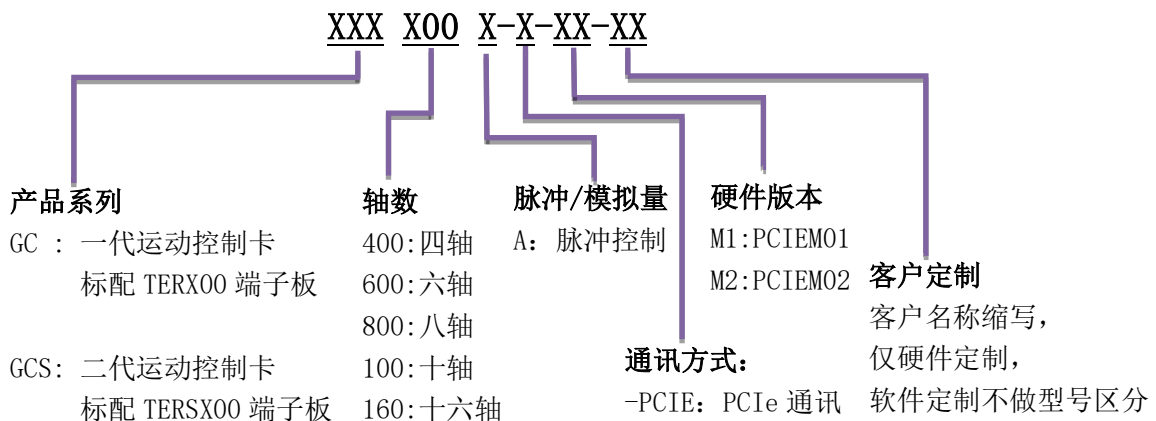 XXX X00 X-X-XX-XX
产品系列
GC : 一代运动控制卡
标配 TERX00 端子板
GCS: 二代运动控制卡
标配 TERSX00 端子板
轴数
400:四轴
600:六轴
800:八轴
100:十轴
160:十六轴
脉冲/模拟量
A: 脉冲控制
通讯方式：
-PCIE: PCIe 通讯
硬件版本
M1:PCIEM01
M2:PCIEM02
客户定制
客户名称缩写，
仅硬件定制，
软件定制不做型号区分